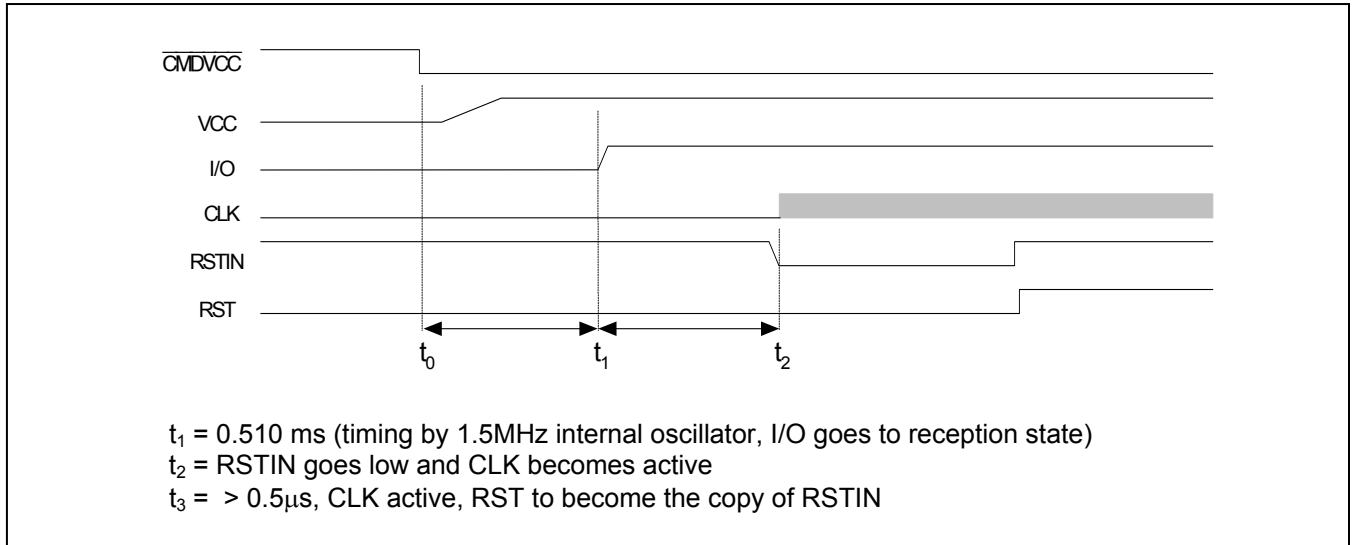 CMDVCC
VCC
I/O
CLK
RSTIN
RST
t₀ t₁ t₂
t₁ = 0.510 ms (timing by 1.5MHz internal oscillator, I/O goes to reception state)
t₂ = RSTIN goes low and CLK becomes active
t₃ = > 0.5μs, CLK active, RST to become the copy of RSTIN